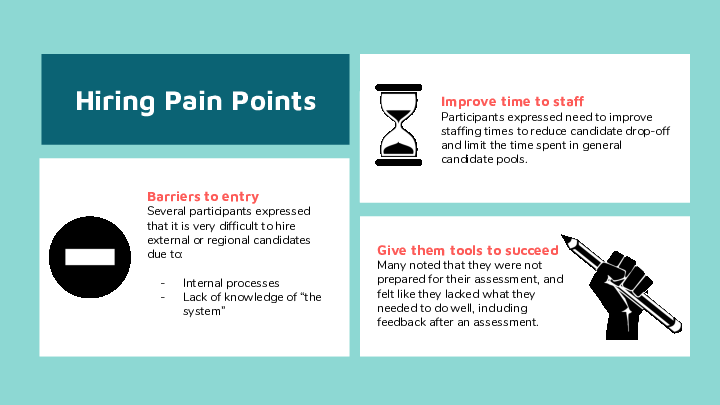 Hiring Pain Points
Barriers to entry
Several participants expressed
that it is very difficult to hire
external or regional candidates
due to:
- Internal processes
- Lack of knowledge of “the
system”
Improve time to staff
Participants expressed need to improve
staffing times to reduce candidate drop-off
and limit the time spent in general
candidate pools.
Give them tools to succeed
Many noted that they were not
prepared for their assessment, and
felt like they lacked what they
needed to do well, including
feedback after an assessment.